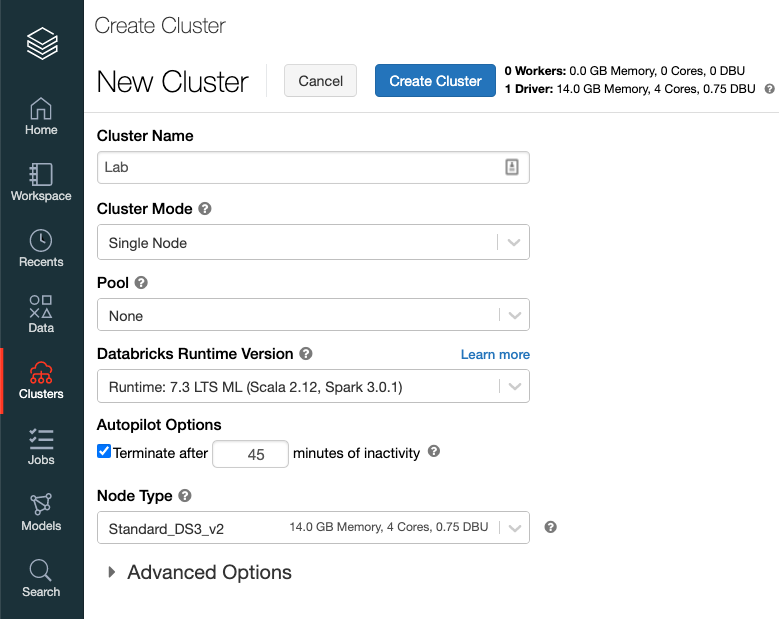 Create Cluster
New Cluster
Cancel
Create Cluster
0 Workers: 0.0 GB Memory, 0 Cores, 0 DBU
1 Driver: 14.0 GB Memory, 4 Cores, 0.75 DBU ?
Home
Workspace
Recents
Data
Clusters
Jobs
Models
Search
Cluster Name
Lab
Cluster Mode ?
Single Node
Pool ?
None
Databricks Runtime Version ? Learn more
Runtime: 7.3 LTS ML (Scala 2.12, Spark 3.0.1)
Autopilot Options
Terminate after 45 minutes of inactivity ?
Node Type ?
Standard_DS3_v2 14.0 GB Memory, 4 Cores, 0.75 DBU ?
Advanced Options